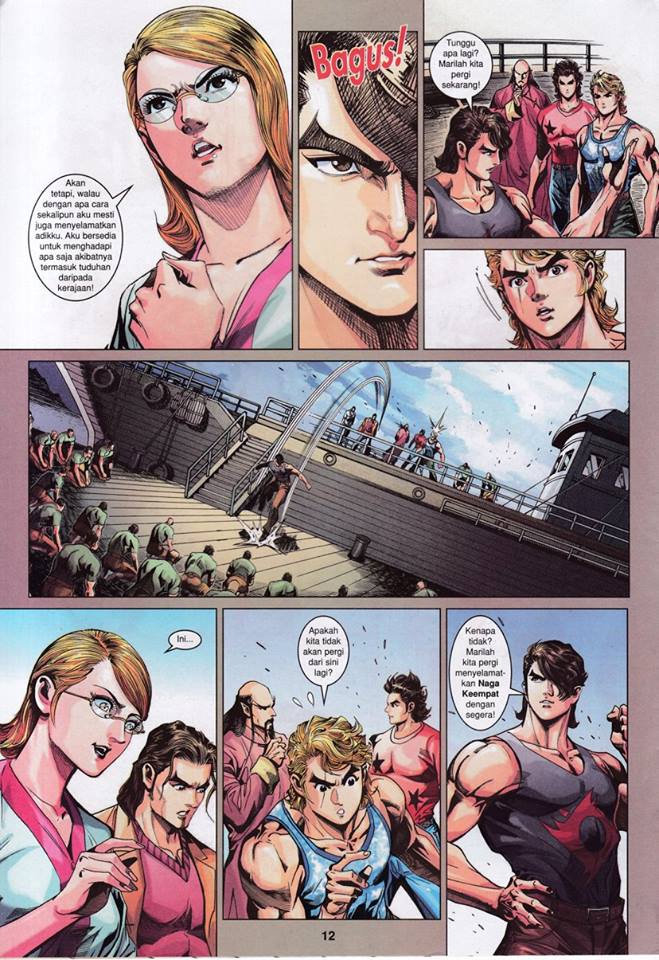 Akan
tetapi, walau
dengan apa cara
sekalipun aku mesti
juga menyelamatkan
adikku. Aku bersedia
untuk menghadapi
apa saja akibatnya
termasuk tuduhan
daripada
kerajaan!
Bagus!
Tunggu
apa lagi?
Marilah kita
pergi
sekarang!
Ini...
Apakah
kita tidak
akan pergi
dari sini
lagi?
Kenapa
tidak?
Marilah
kita pergi
menyelamat-
kan Naga
Keempat
dengan
segera!
12